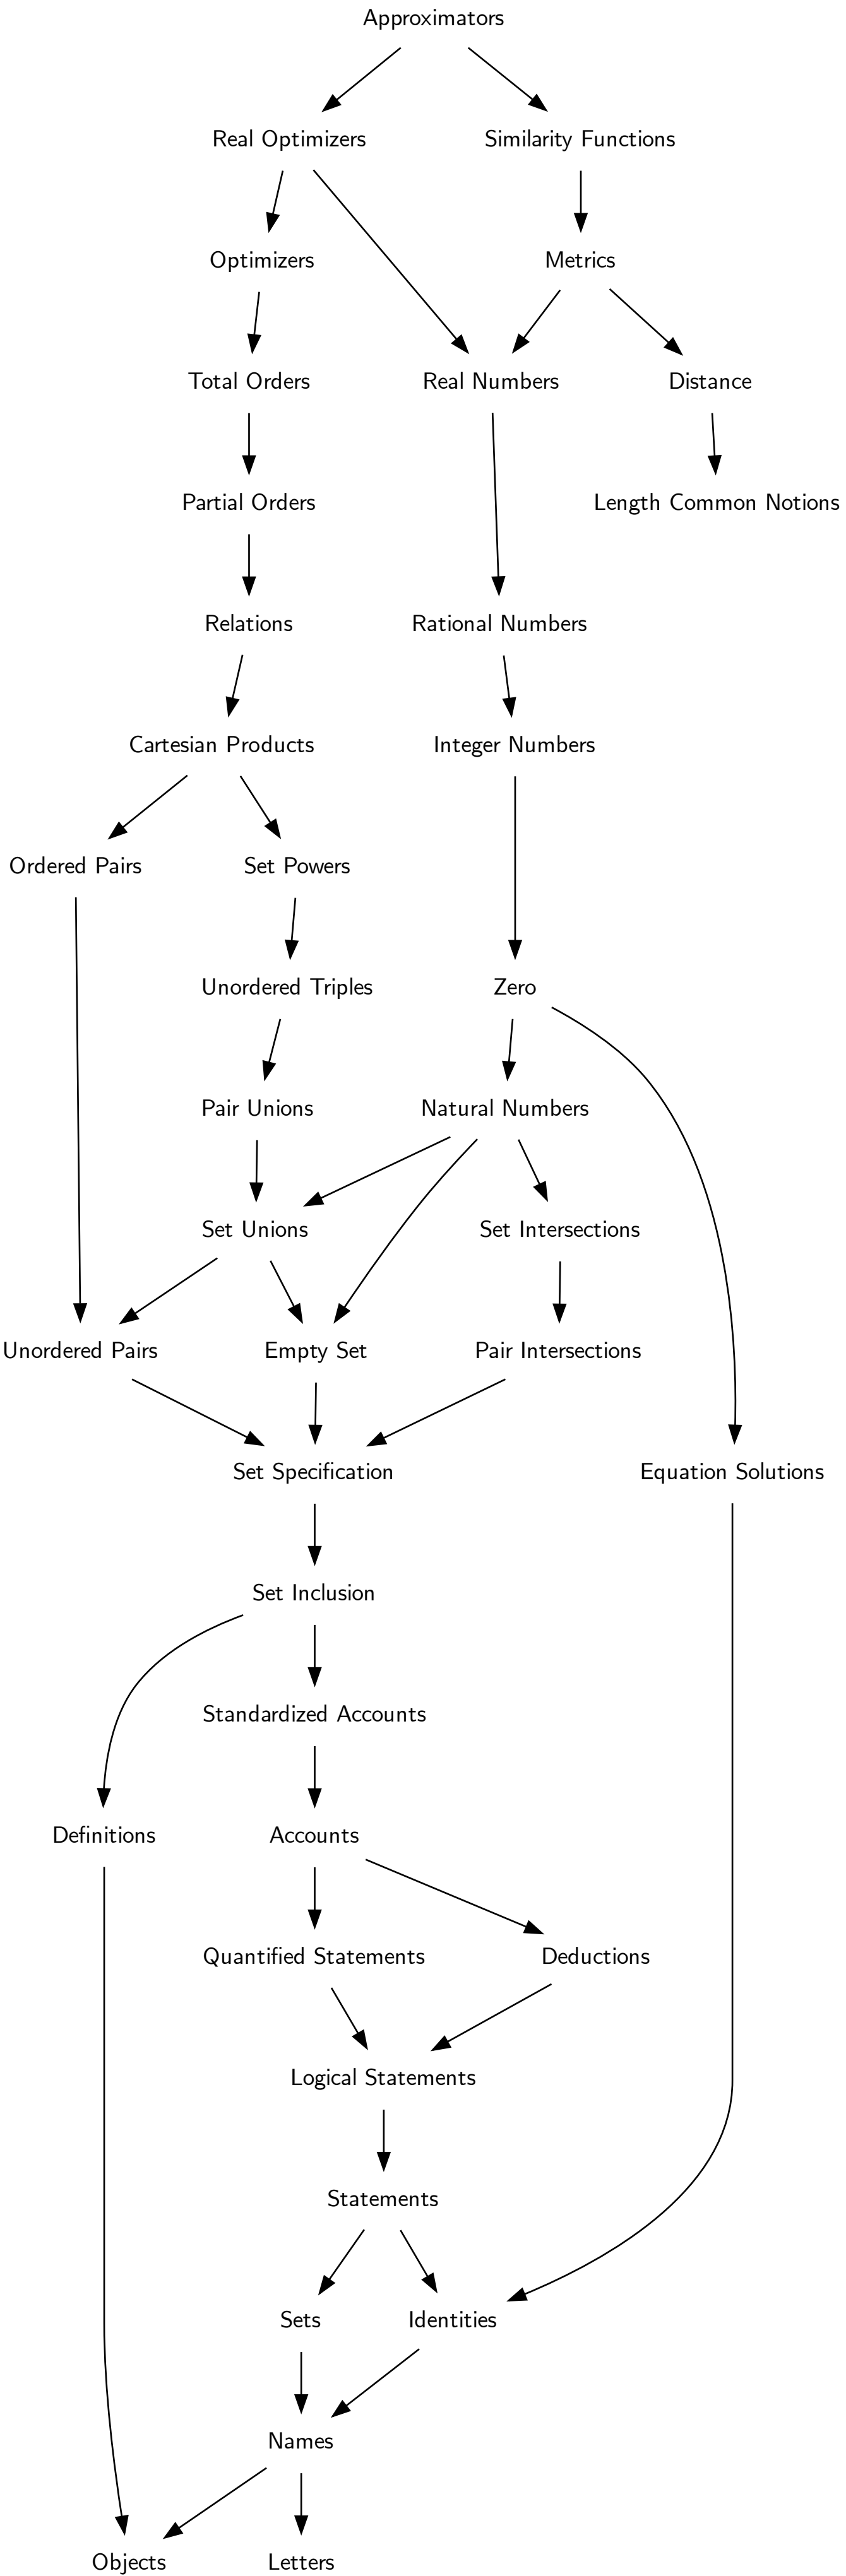 Approximators
Real Optimizers
Similarity Functions
Optimizers
Metrics
Total Orders
Real Numbers
Distance
Partial Orders
Length Common Notions
Relations
Rational Numbers
Cartesian Products
Integer Numbers
Ordered Pairs
Set Powers
Unordered Triples
Zero
Pair Unions
Natural Numbers
Set Unions
Set Intersections
Unordered Pairs
Empty Set
Pair Intersections
Set Specification
Equation Solutions
Set Inclusion
Standardized Accounts
Definitions
Accounts
Quantified Statements
Deductions
Logical Statements
Statements
Sets
Identities
Names
Objects
Letters